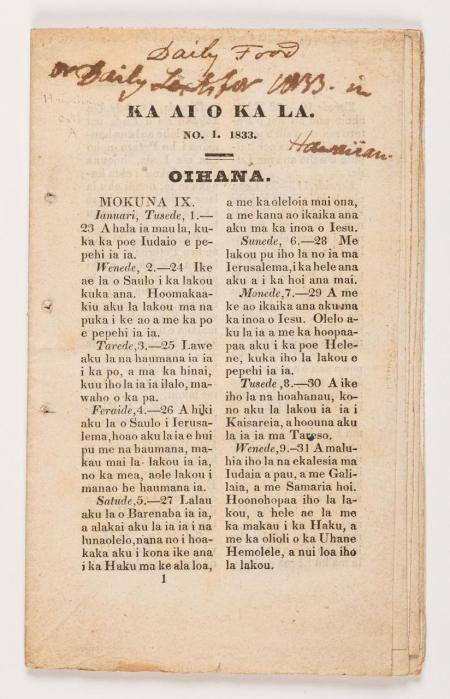 Daily Food
or Daily Texts for 1833. in
Hawaiian.
KA AI O KA LA.
NO. 1. 1833.
OIHANA.
MOKUNA IX.
Ianuari, Tusede, 1.—
23 A hala ia mau la, ku-
ka ka poe Iudaio e pe-
pehi ia ia.
Wenede, 2.—24 Ike
ae la o Saulo i ka lakou
kuka ana. Hoomakaa-
kiu aku la lakou ma na
puka i ke ao a me ka po
e pepehi ia ia.
Tarede,3.—25 Lawe
aku la na haumana ia ia
i ka po, a ma ka hinai,
kuu iho la ia ia ilalo, ma-
waho o ka pa.
Feraide,4.—26 A hiki
aku la o Saulo i Ierusa-
lema, hoao aku la ia e hui
pu me na haumana, ma-
kau mai la lakou ia ia,
no ka mea, aole lakou i
manao he haumana ia.
Satude,5.—27 Lalau
aku la o Barenaba ia ia,
a alakai aku la ia ia i na
lunaolelo, nana no i hoa-
kaka aku i kona ike ana
i ka Haku ma ke ala loa,
1
a me ka oleloia mai ona,
a me kana ao ikaika ana
aku ma ka inoa o Iesu.
Sunede, 6.—28 Me
lakou pu iho la no ia ma
Ierusalema, i ka hele ana
aku a i ka hoi ana mai.
Monede,7.—29 A me
ke ao ikaika ana aku ma
ka inoa o Iesu. Olelo a-
ku la ia a me ka hoopaa-
paa aku i ka poe Hele-
ne, kuka iho la lakou e
pepehi ia ia.
Tusede,8.—30 A ike
iho la na hoahanau, ko-
no aku la lakou ia ia i
Kaisareia, a hoouna aku
la ia ia ma Tareso.
Wenede,9.—31 A malu-
hia iho la na ekalesia ma
Iudaia a pau, a me Gali-
laia, a me Samaria hoi.
Hoonohopaa iho la la-
kou, a hele ae la me
ka makau i ka Haku, a
me ka olioli o ka Uhane
Hemolele, a nui loa iho
la lakou.